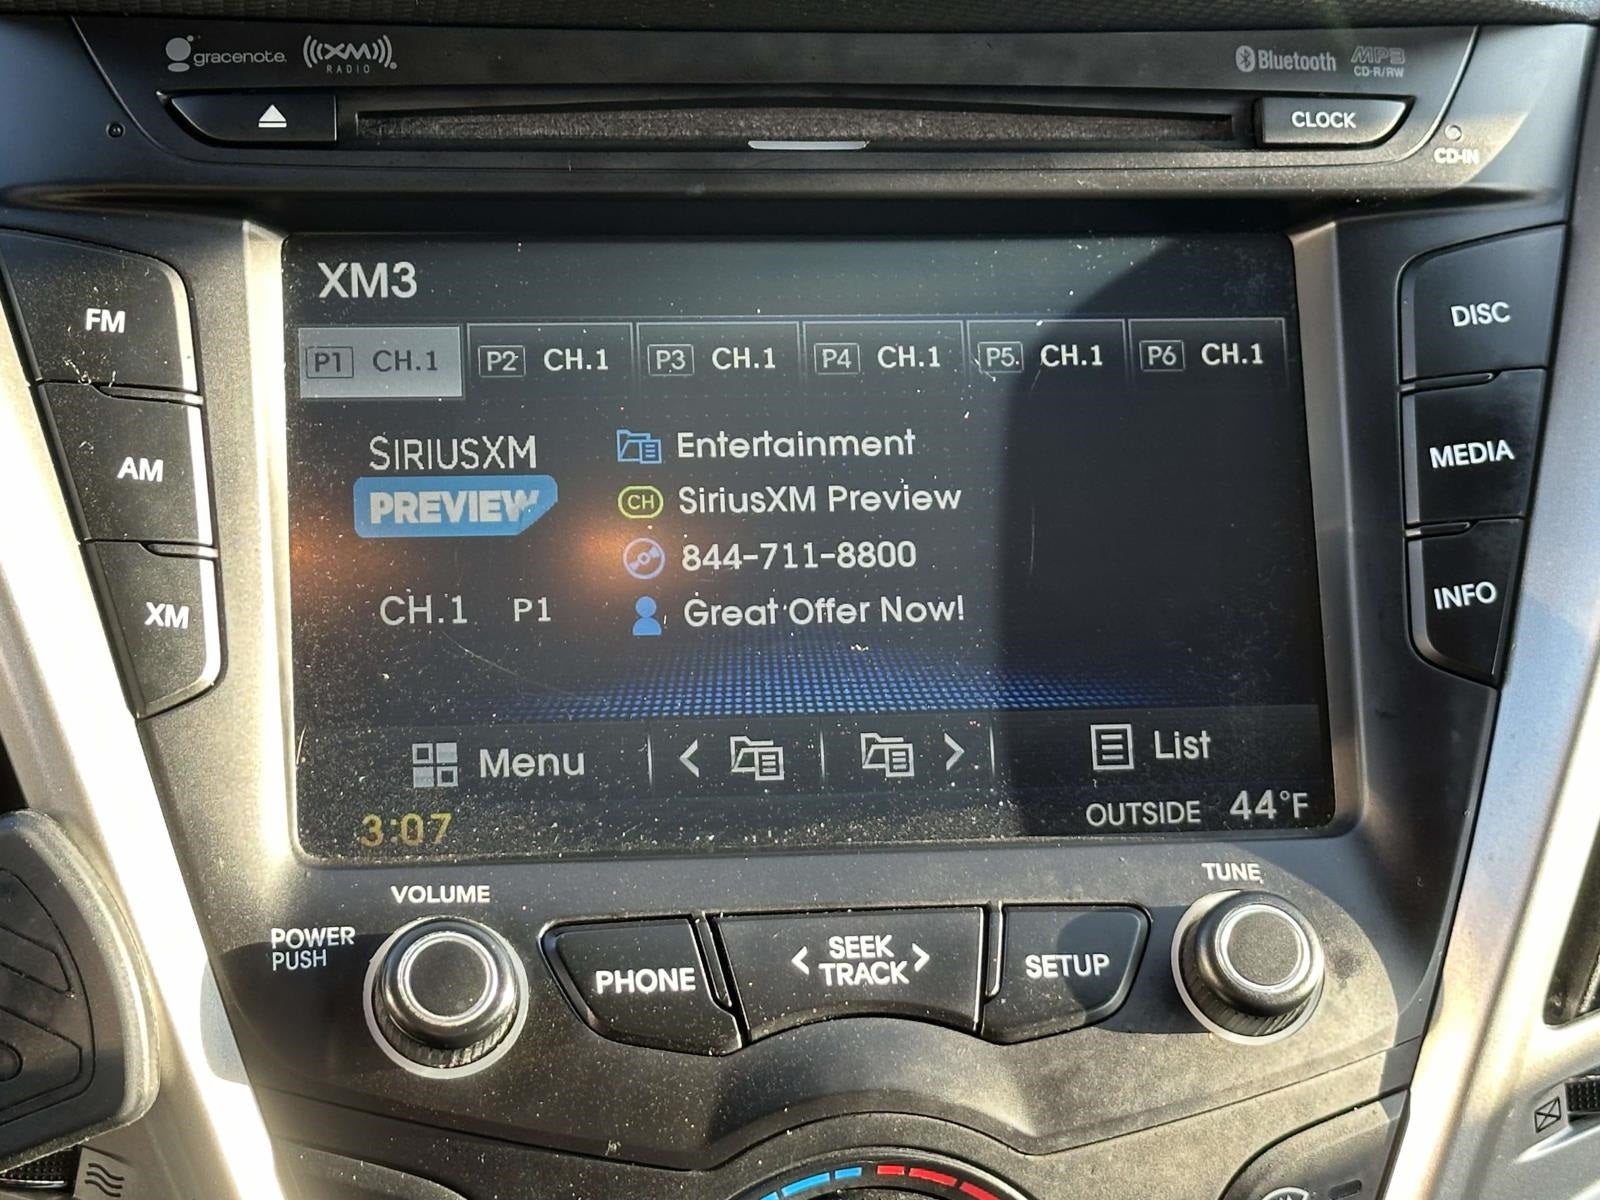 gracenote. ((XM)) Bluetooth MP3
RADIO CD-R/RW
CLOCK
CD-IN
XM3
FM
DISC
P1 CH.1 P2 CH.1 P3 CH.1 P4 CH.1 P5 CH.1 P6 CH.1
SIRIUSXM Entertainment
AM
MEDIA
PREVIEW CH SiriusXM Preview
844-711-8800
XM
INFO
CH.1 P1 Great Offer Now!
Menu < > List
3:07 OUTSIDE 44°F
VOLUME TUNE
POWER
PUSH
PHONE
< SEEK >
TRACK
SETUP